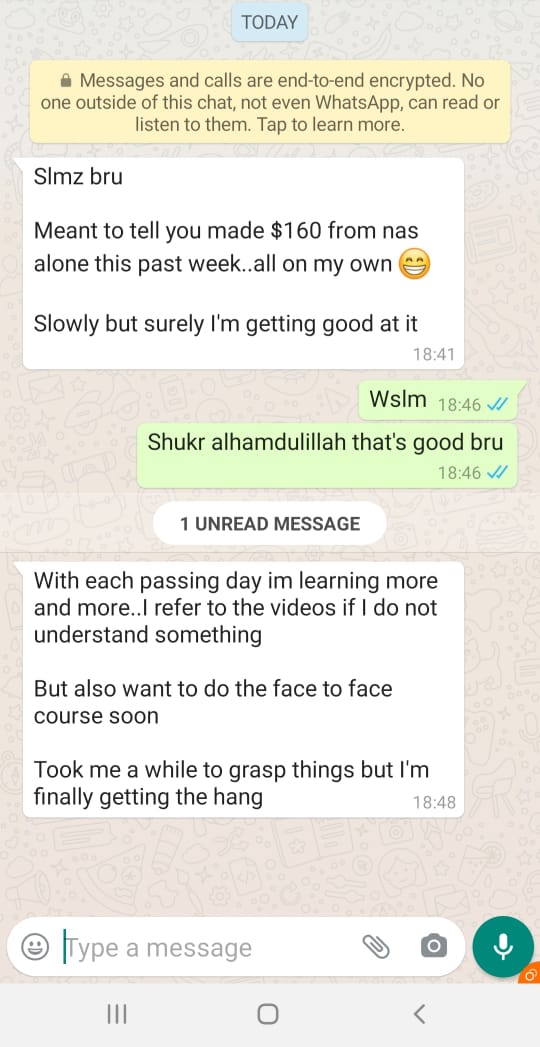 TODAY
Messages and calls are end-to-end encrypted. No
one outside of this chat, not even WhatsApp, can read or
listen to them. Tap to learn more.
Slmz bru
Meant to tell you made $160 from nas
alone this past week..all on my own 😁
Slowly but surely I'm getting good at it
18:41
Wslm 18:46
Shukr alhamdulillah that's good bru
18:46
1 UNREAD MESSAGE
With each passing day im learning more
and more..I refer to the videos if I do not
understand something
But also want to do the face to face
course soon
Took me a while to grasp things but I'm
finally getting the hang 18:48
Type a message